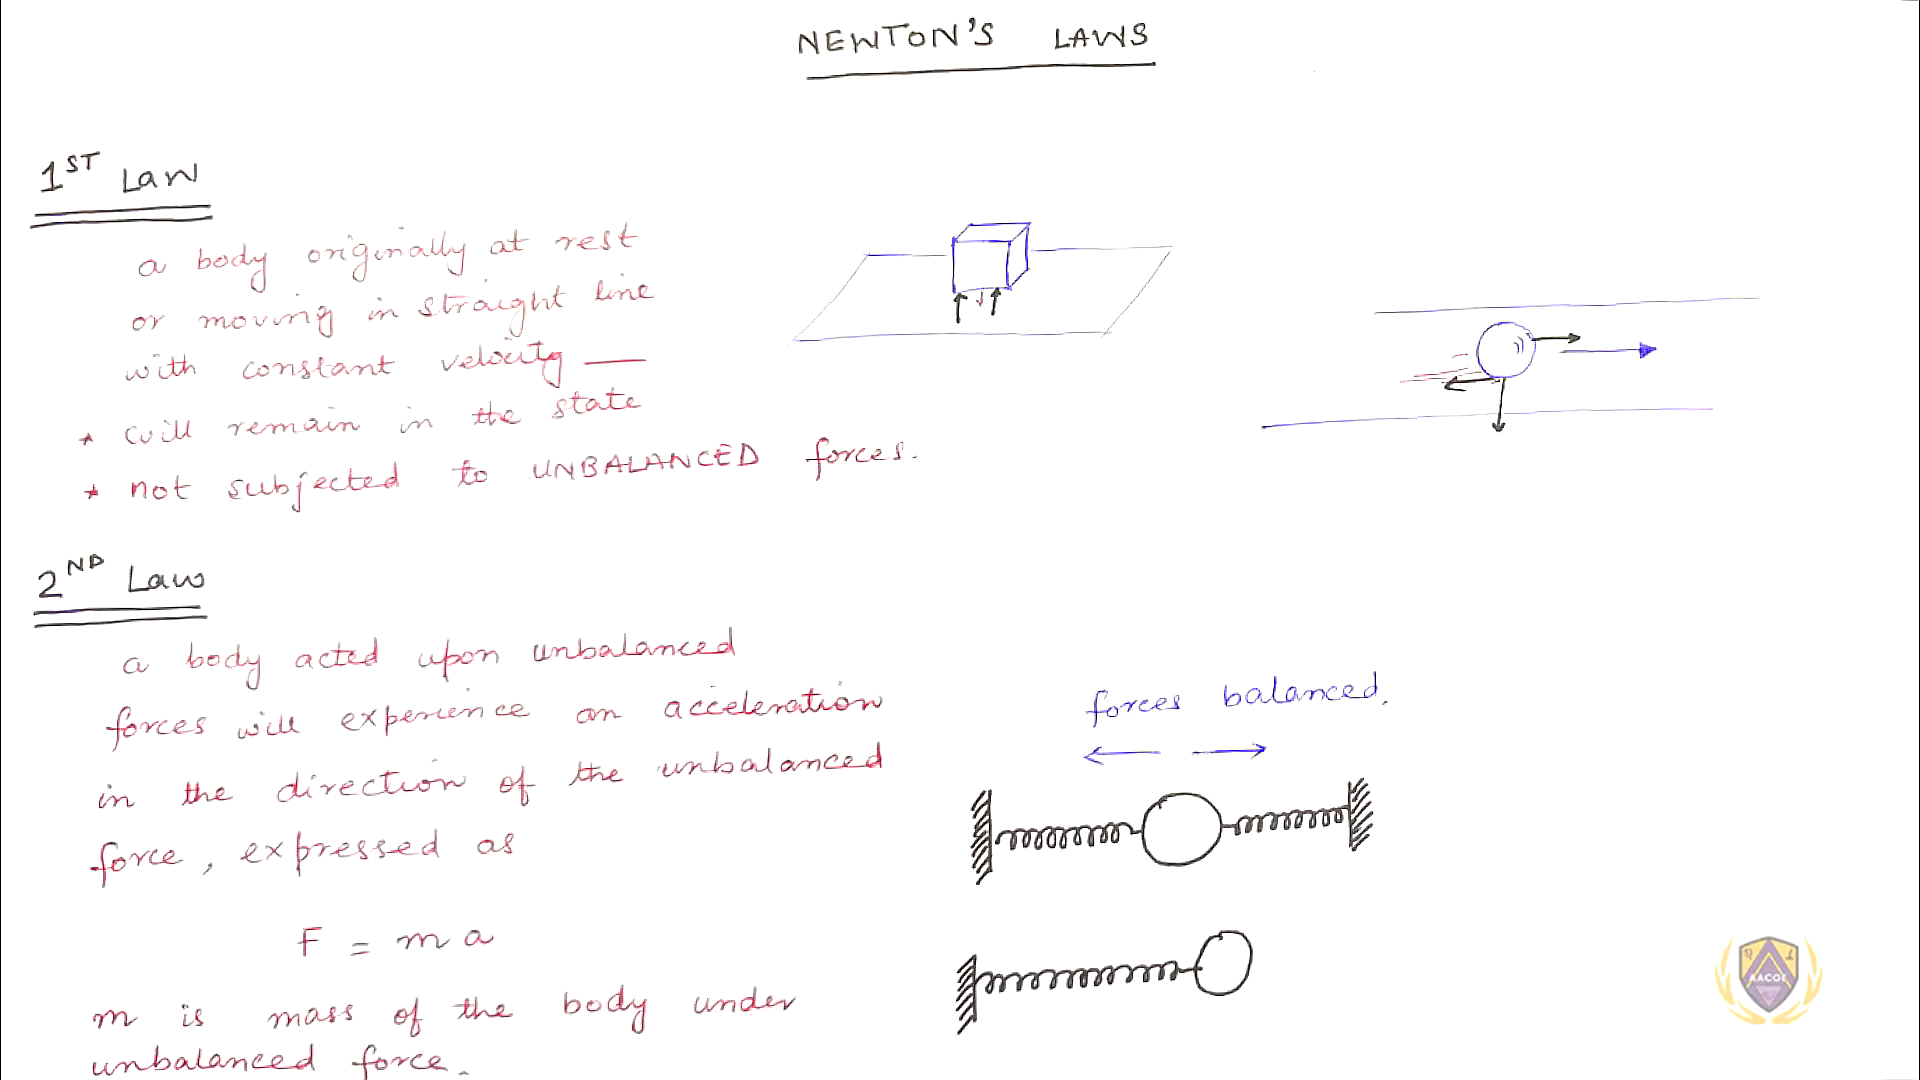 NEWTON'S LAWS
1ST LAW
a body originally at rest
or moving in straight line
with constant velocity —
* will remain in the state
* not subjected to UNBALANCED forces.
2ND Law
a body acted upon unbalanced
forces will experience an acceleration
in the direction of the unbalanced
force, expressed as
F = ma
m is mass of the body under
unbalanced force.
forces balanced.
AACOE